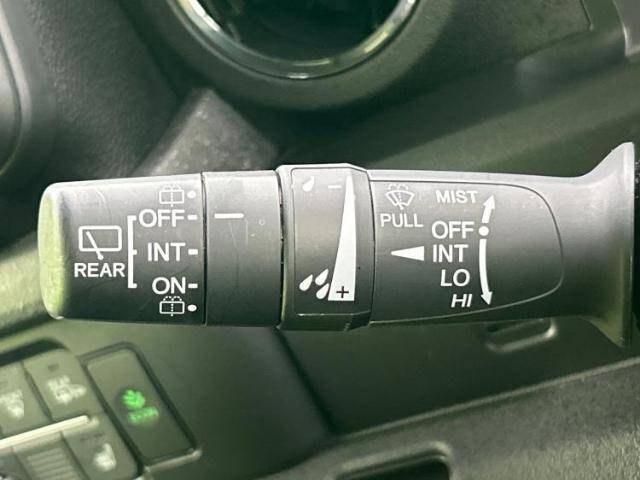 OFF
INT
ON
REAR
-
+
PULL
MIST
OFF
INT
LO
HI